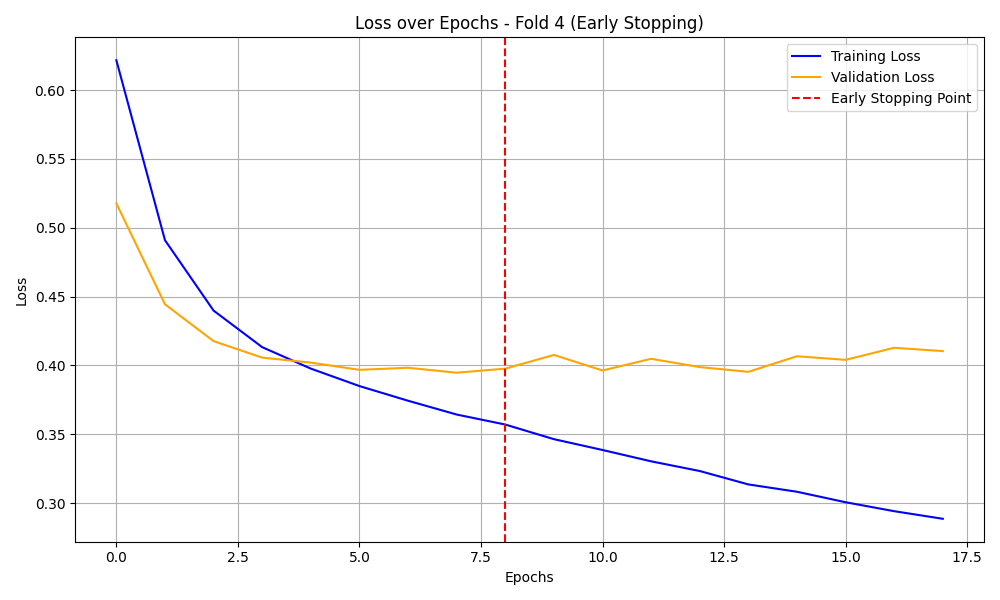 Loss over Epochs - Fold 4 (Early Stopping)
Training Loss
Validation Loss
Early Stopping Point
0.60
0.55
0.50
0.45
0.40
0.35
0.30
Loss
0.0 2.5 5.0 7.5 10.0 12.5 15.0 17.5
Epochs